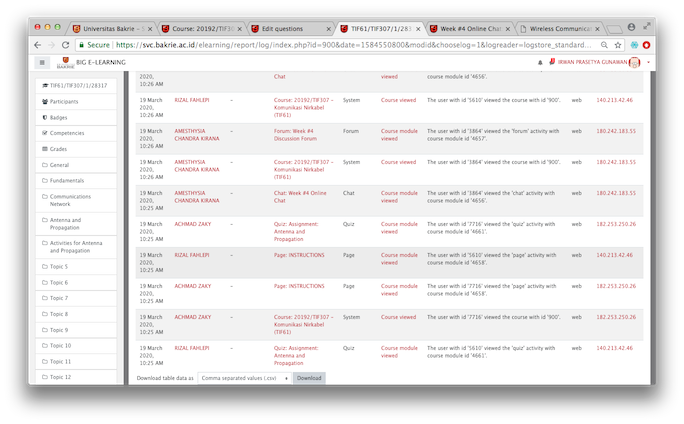 Universitas Bakrie –
Course: 20192/TIF307
Edit questions
TIF61/TIF307/1/283
Week #4 Online Chat
Wireless Communicat
Secure
https://svc.bakrie.ac.id/elearning/report/log/index.php?id=900&date=1584550800&modid&chooselog=1&logreader=logstore_standard...
BAKRIE
BIG E-LEARNING
IRWAN PRASETYA GUNAWAN
TIF61/TIF307/1/28317
Participants
Badges
Competencies
Grades
General
Fundamentals
Communications
Network
Antenna and
Propagation
Activities for Antenna
and Propagation
Topic 5
Topic 6
Topic 7
Topic 8
Topic 9
Topic 10
Topic 11
Topic 12
2020,
10:26 AM
Chat
viewed
course module id '4656'.
19 March
2020,
10:26 AM
RIZAL FAHLEPI
–
Course: 20192/TIF307 –
Komunikasi Nirkabel
(TIF61)
System
Course viewed
The user with id '5610' viewed the course with id '900'.
web
140.213.42.46
19 March
2020,
10:26 AM
AMESTHYSIA
CHANDRA KIRANA
–
Forum: Week #4
Discussion Forum
Forum
Course module
viewed
The user with id '3864' viewed the 'forum' activity with
course module id '4657'.
web
180.242.183.55
19 March
2020,
10:26 AM
AMESTHYSIA
CHANDRA KIRANA
–
Course: 20192/TIF307 –
Komunikasi Nirkabel
(TIF61)
System
Course viewed
The user with id '3864' viewed the course with id '900'.
web
180.242.183.55
19 March
2020,
10:26 AM
AMESTHYSIA
CHANDRA KIRANA
–
Chat: Week #4 Online
Chat
Chat
Course module
viewed
The user with id '3864' viewed the 'chat' activity with
course module id '4656'.
web
180.242.183.55
19 March
2020,
10:25 AM
ACHMAD ZAKY
–
Quiz: Assignment:
Antenna and
Propagation
Quiz
Course module
viewed
The user with id '7716' viewed the 'quiz' activity with
course module id '4661'.
web
182.253.250.26
19 March
2020,
10:25 AM
RIZAL FAHLEPI
–
Page: INSTRUCTIONS
Page
Course module
viewed
The user with id '5610' viewed the 'page' activity with
course module id '4658'.
web
140.213.42.46
19 March
2020,
10:25 AM
ACHMAD ZAKY
–
Page: INSTRUCTIONS
Page
Course module
viewed
The user with id '7716' viewed the 'page' activity with
course module id '4658'.
web
182.253.250.26
19 March
2020,
10:25 AM
ACHMAD ZAKY
–
Course: 20192/TIF307 –
Komunikasi Nirkabel
(TIF61)
System
Course viewed
The user with id '7716' viewed the course with id '900'.
web
182.253.250.26
19 March
2020,
10:25 AM
RIZAL FAHLEPI
–
Quiz: Assignment:
Antenna and
Propagation
Quiz
Course module
viewed
The user with id '5610' viewed the 'quiz' activity with
course module id '4661'.
web
140.213.42.46
Download table data as
Comma separated values (.csv)
Download